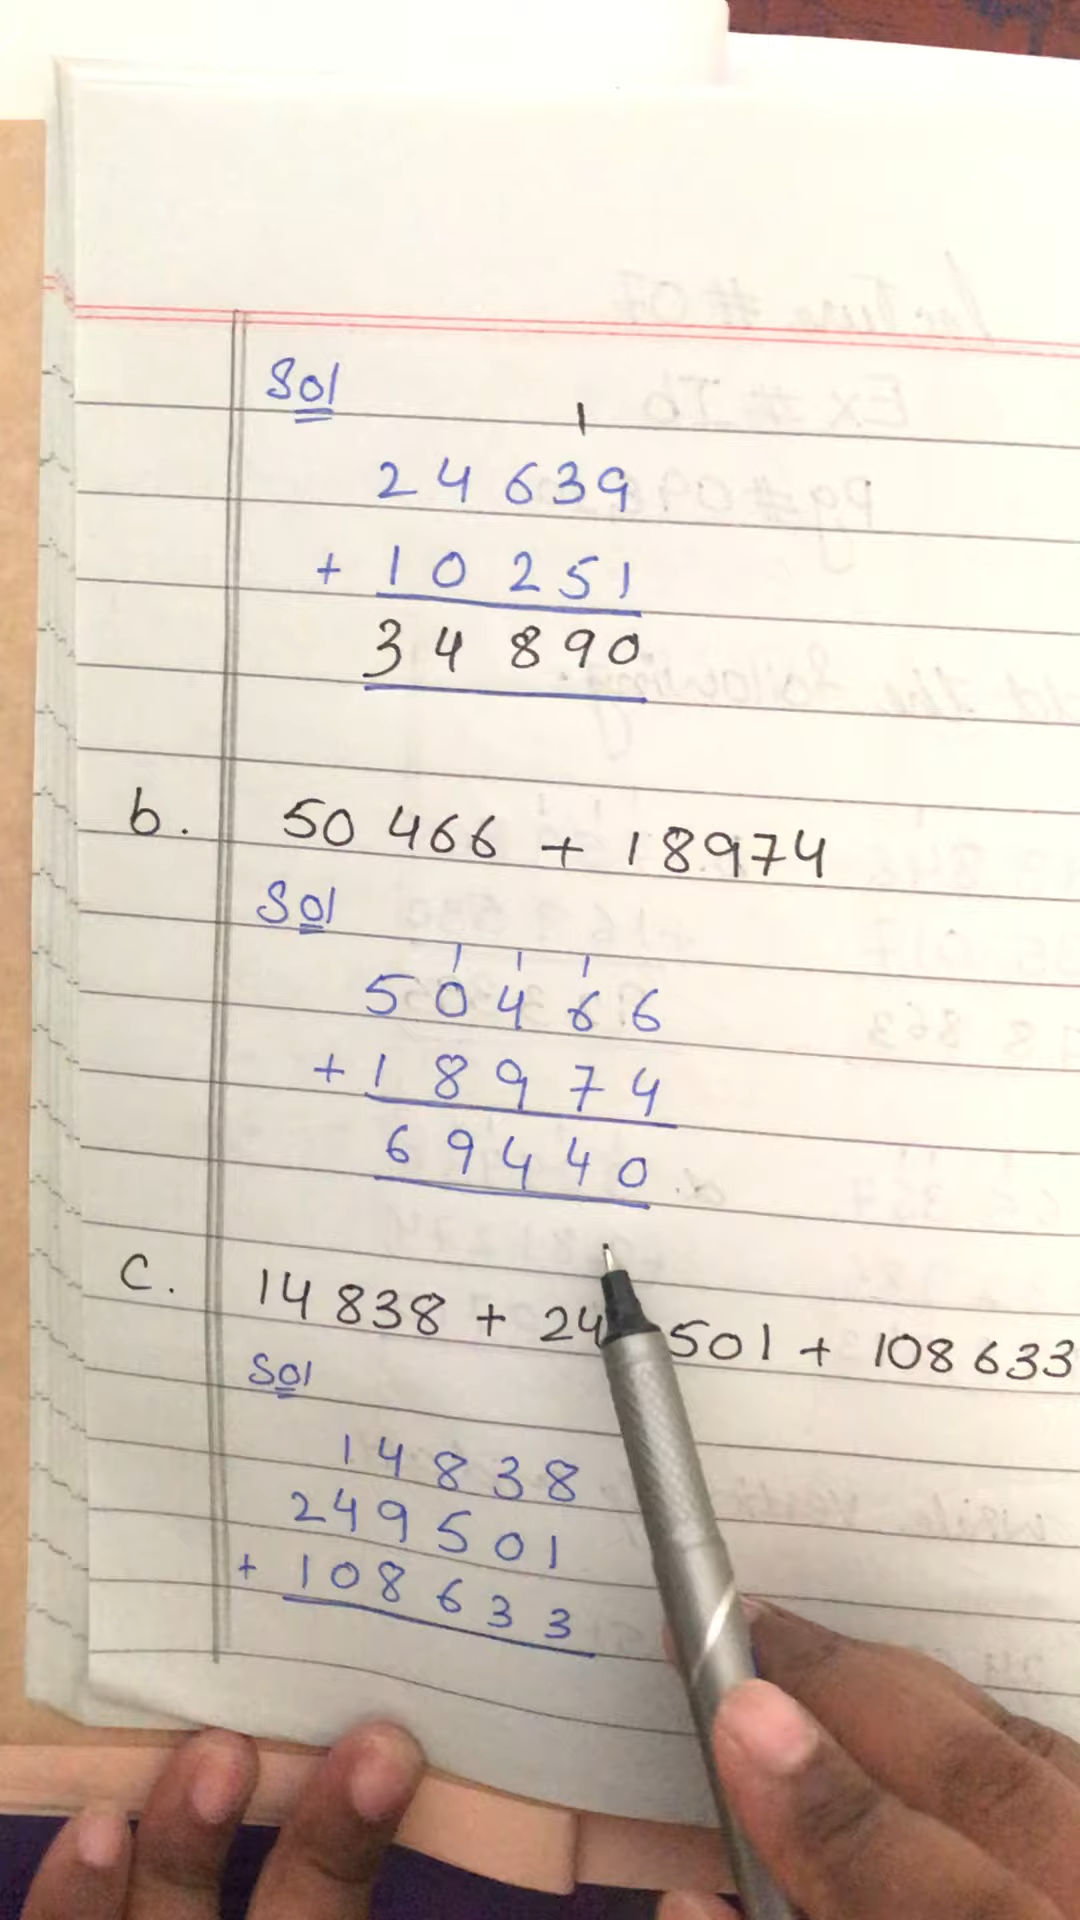 Sol
1
24639
+ 10251
34890
b. 50466 + 18974
Sol
1 1 1
50466
+ 18974
69440
c. 14838 + 24 501 + 108633
Sol
14838
249501
+ 108633